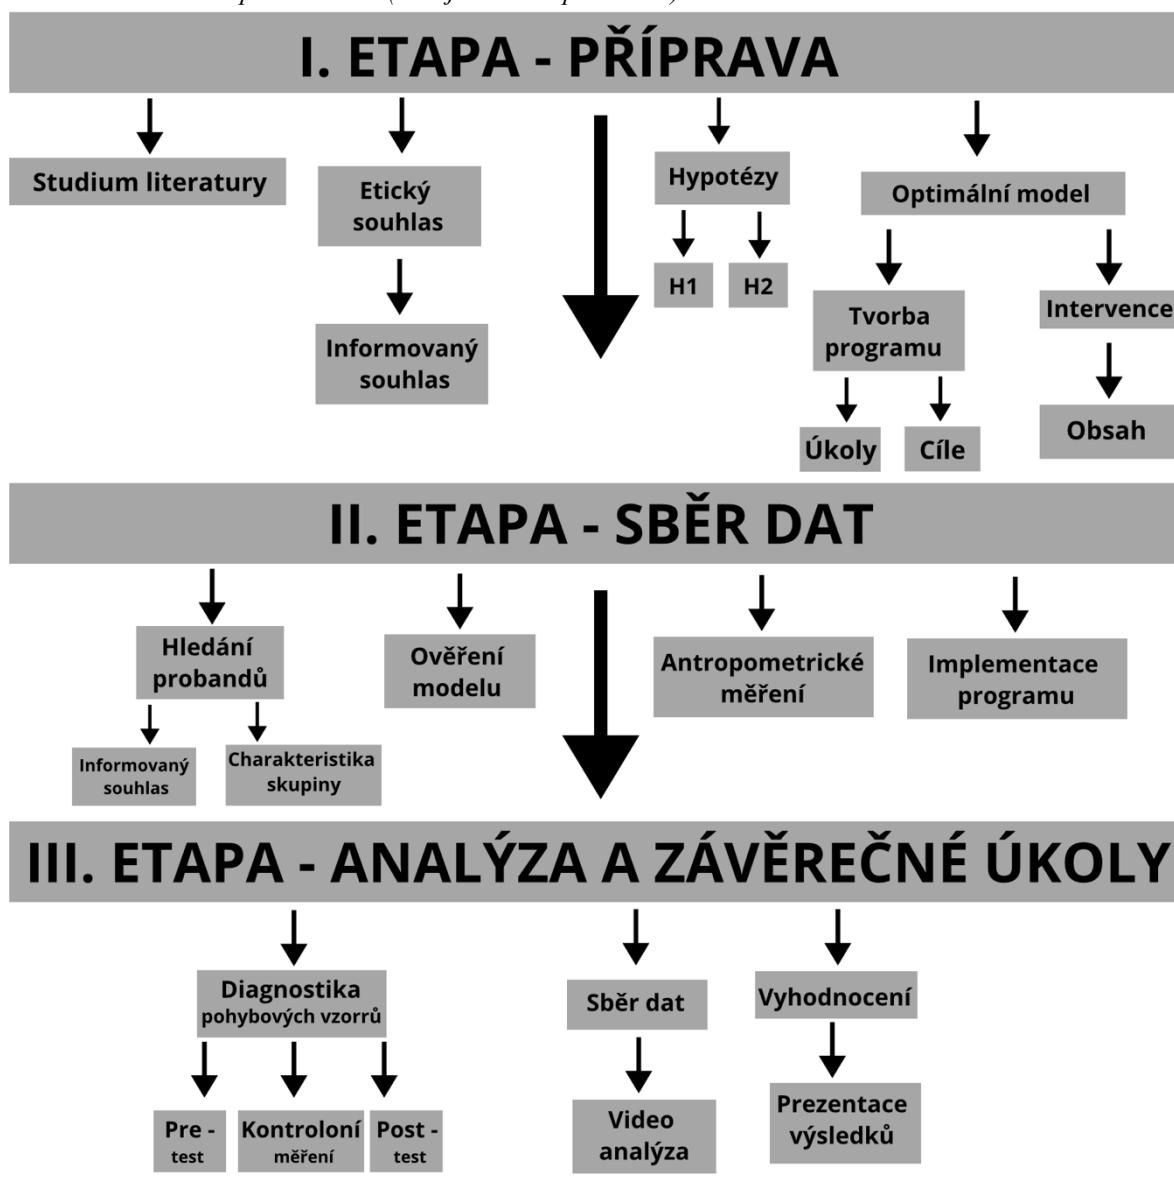 I. ETAPA - PŘÍPRAVA
Studium literatury
Etický
souhlas
Informovaný
souhlas
Hypotézy
H1
H2
Optimální model
Tvorba
programu
Úkoly
Cíle
Intervence
Obsah
II. ETAPA - SBĚR DAT
Hledání
probandů
Informovaný
souhlas
Charakteristika
skupiny
Ověření
modelu
Antropometrické
měření
Implementace
programu
III. ETAPA - ANALÝZA A ZÁVĚREČNÉ ÚKOLY
Diagnostika
pohybových vzorrů
Pre -
test
Kontroloní
měření
Post -
test
Sběr dat
Video
analýza
Vyhodnocení
Prezentace
výsledků